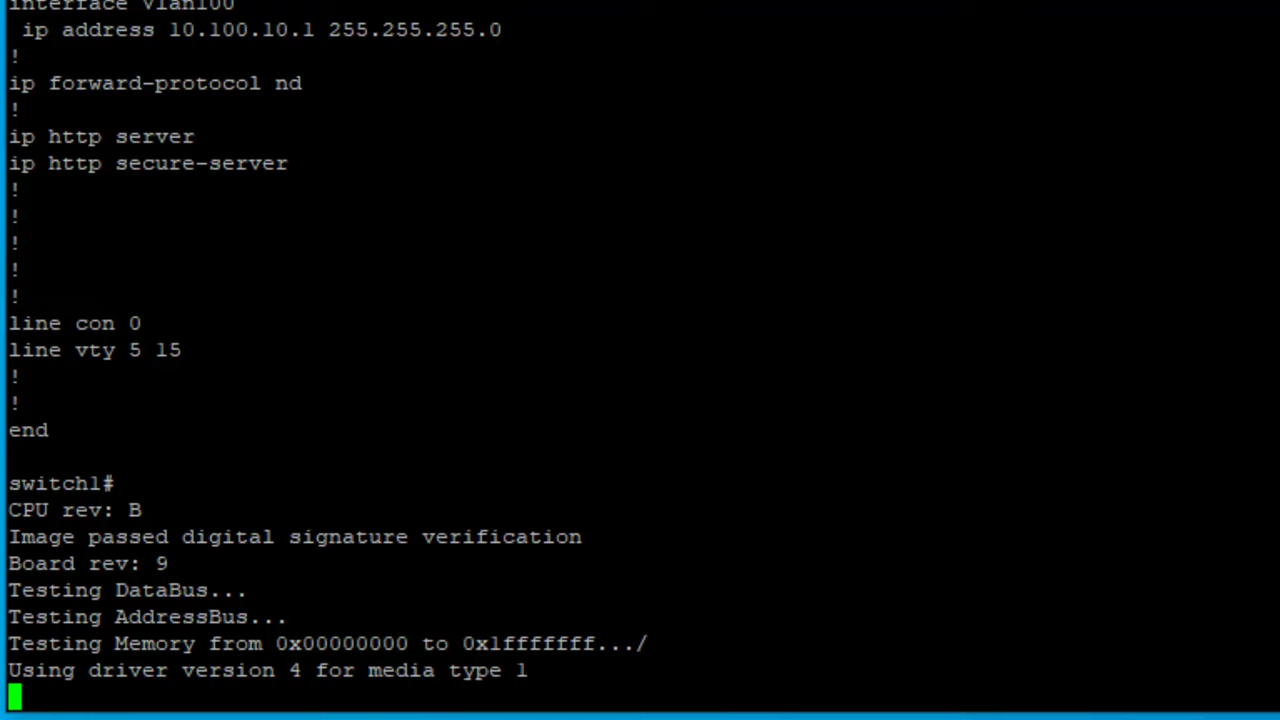 interface Vlan100
ip address 10.100.10.1 255.255.255.0
!
ip forward-protocol nd
!
ip http server
ip http secure-server
!
!
!
!
!
line con 0
line vty 5 15
!
!
end
switch1#
CPU rev: B
Image passed digital signature verification
Board rev: 9
Testing DataBus...
Testing AddressBus...
Testing Memory from 0x00000000 to 0x1fffffff.../
Using driver version 4 for media type 1